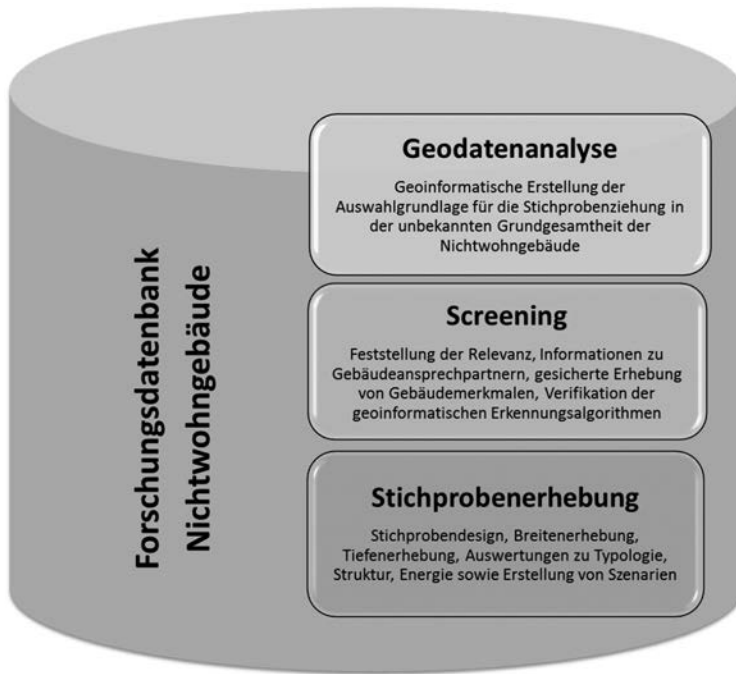 Forschungsdatenbank
Nichtwohngebäude
Geodatenanalyse
Geoinformatische Erstellung der
Auswahlgrundlage für die Stichprobenziehung in
der unbekannten Grundgesamtheit der
Nichtwohngebäude
Screening
Feststellung der Relevanz, Informationen zu
Gebäudeansprechpartnern, gesicherte Erhebung
von Gebäudemerkmalen, Verifikation der
geoinformatischen Erkennungsalgorithmen
Stichprobenerhebung
Stichprobendesign, Breitenerhebung,
Tiefenerhebung, Auswertungen zu Typologie,
Struktur, Energie sowie Erstellung von Szenarien